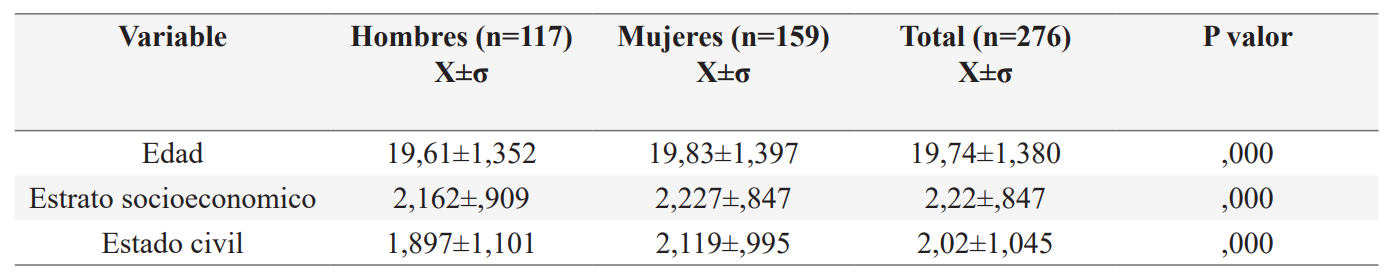 Variable Hombres (n=117) Mujeres (n=159) Total (n=276) P valor
X±σ X±σ X±σ
Edad 19,61±1,352 19,83±1,397 19,74±1,380 ,000
Estrato socioeconomico 2,162±,909 2,227±,847 2,22±,847 ,000
Estado civil 1,897±1,101 2,119±,995 2,02±1,045 ,000